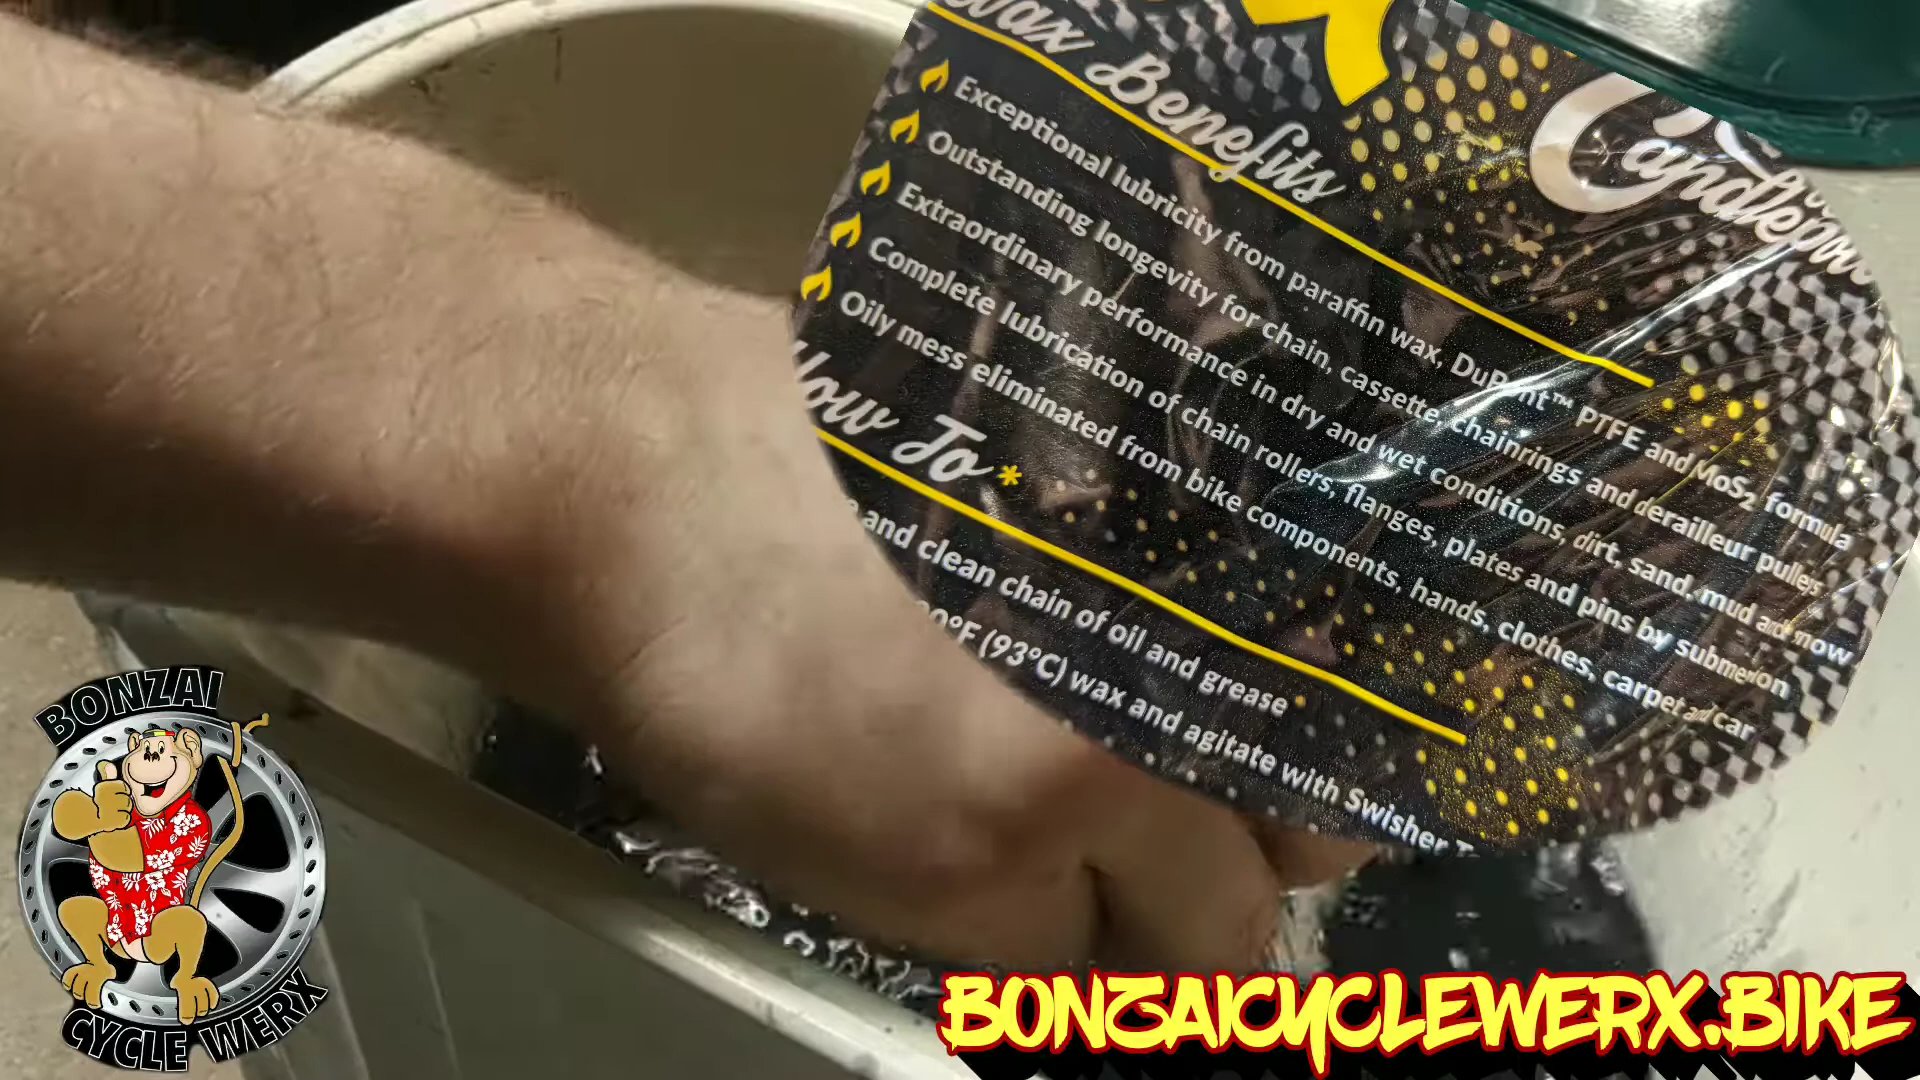 Wax Benefits
Exceptional lubricity from paraffin wax, DuPont™ PTFE and MoS2 formula
Outstanding longevity for chain, cassette, chainrings and derailleur pulleys
Extraordinary performance in dry and wet conditions, dirt, sand, mud and snow
Complete lubrication of chain rollers, flanges, plates and pins by submersion
Oily mess eliminated from bike components, hands, clothes, carpet and car
How To *
and clean chain of oil and grease
0°F (93°C) wax and agitate with Swisher
BONZAI
CYCLE WERX
BONZAICYCLEWERX.BIKE